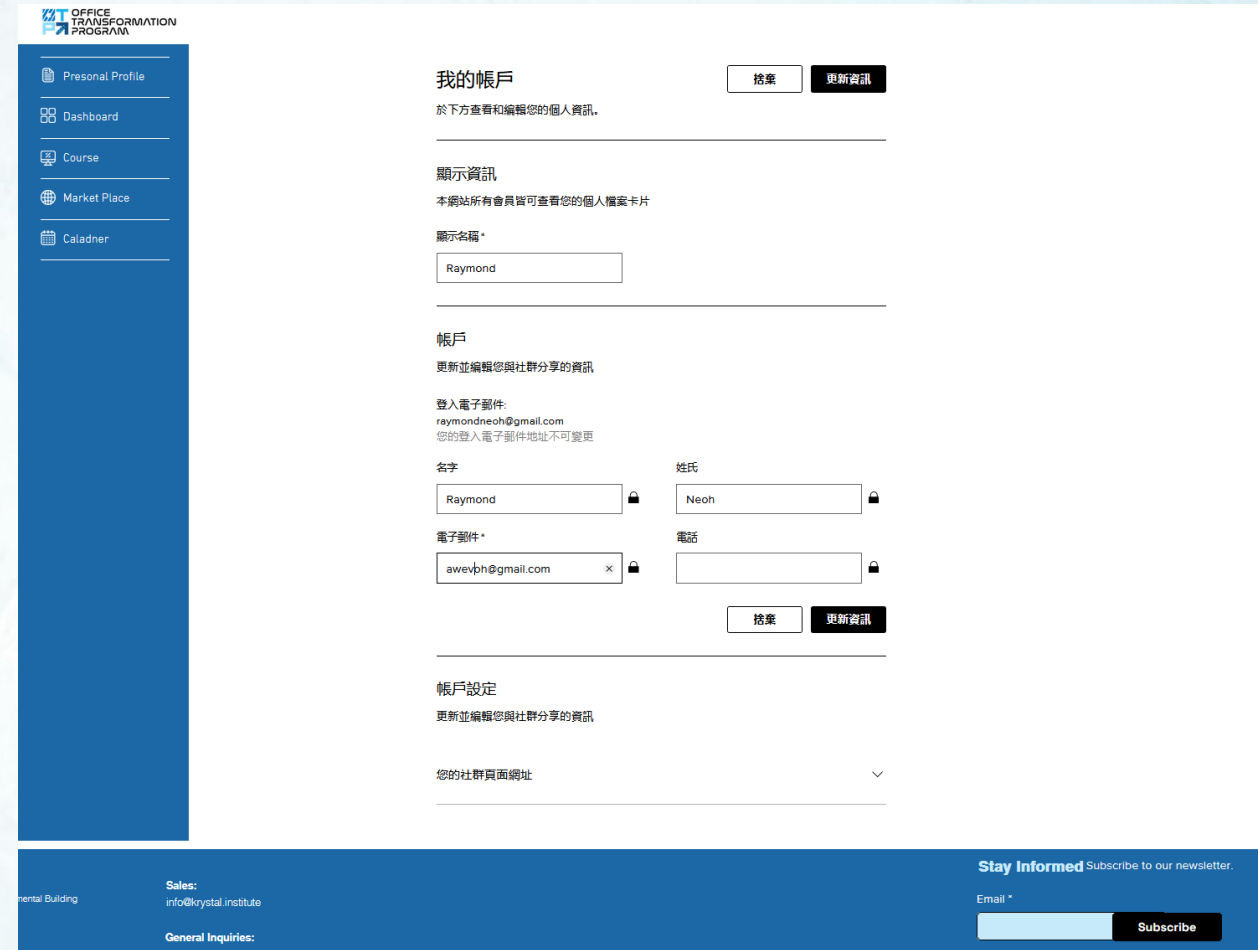 OFFICE
TRANSFORMATION
PROGRAM
Presonal Profile
Dashboard
Course
Market Place
Caladner
我的帳戶
捨棄
更新資訊
於下方查看和編輯您的個人資訊。
顯示資訊
本網站所有會員皆可查看您的個人檔案卡片
顯示名稱*
Raymond
帳戶
更新並編輯您與社群分享的資訊
登入電子郵件:
raymondneoh@gmail.com
您的登入電子郵件地址不可變更
名字
姓氏
Raymond
Neoh
電子郵件*
電話
awevph@gmail.com
捨棄
更新資訊
帳戶設定
更新並編輯您與社群分享的資訊
您的社群頁面網址
Stay Informed Subscribe to our newsletter.
Sales:
mental Building
info@krystal.institute
Email *
Subscribe
General Inquiries: